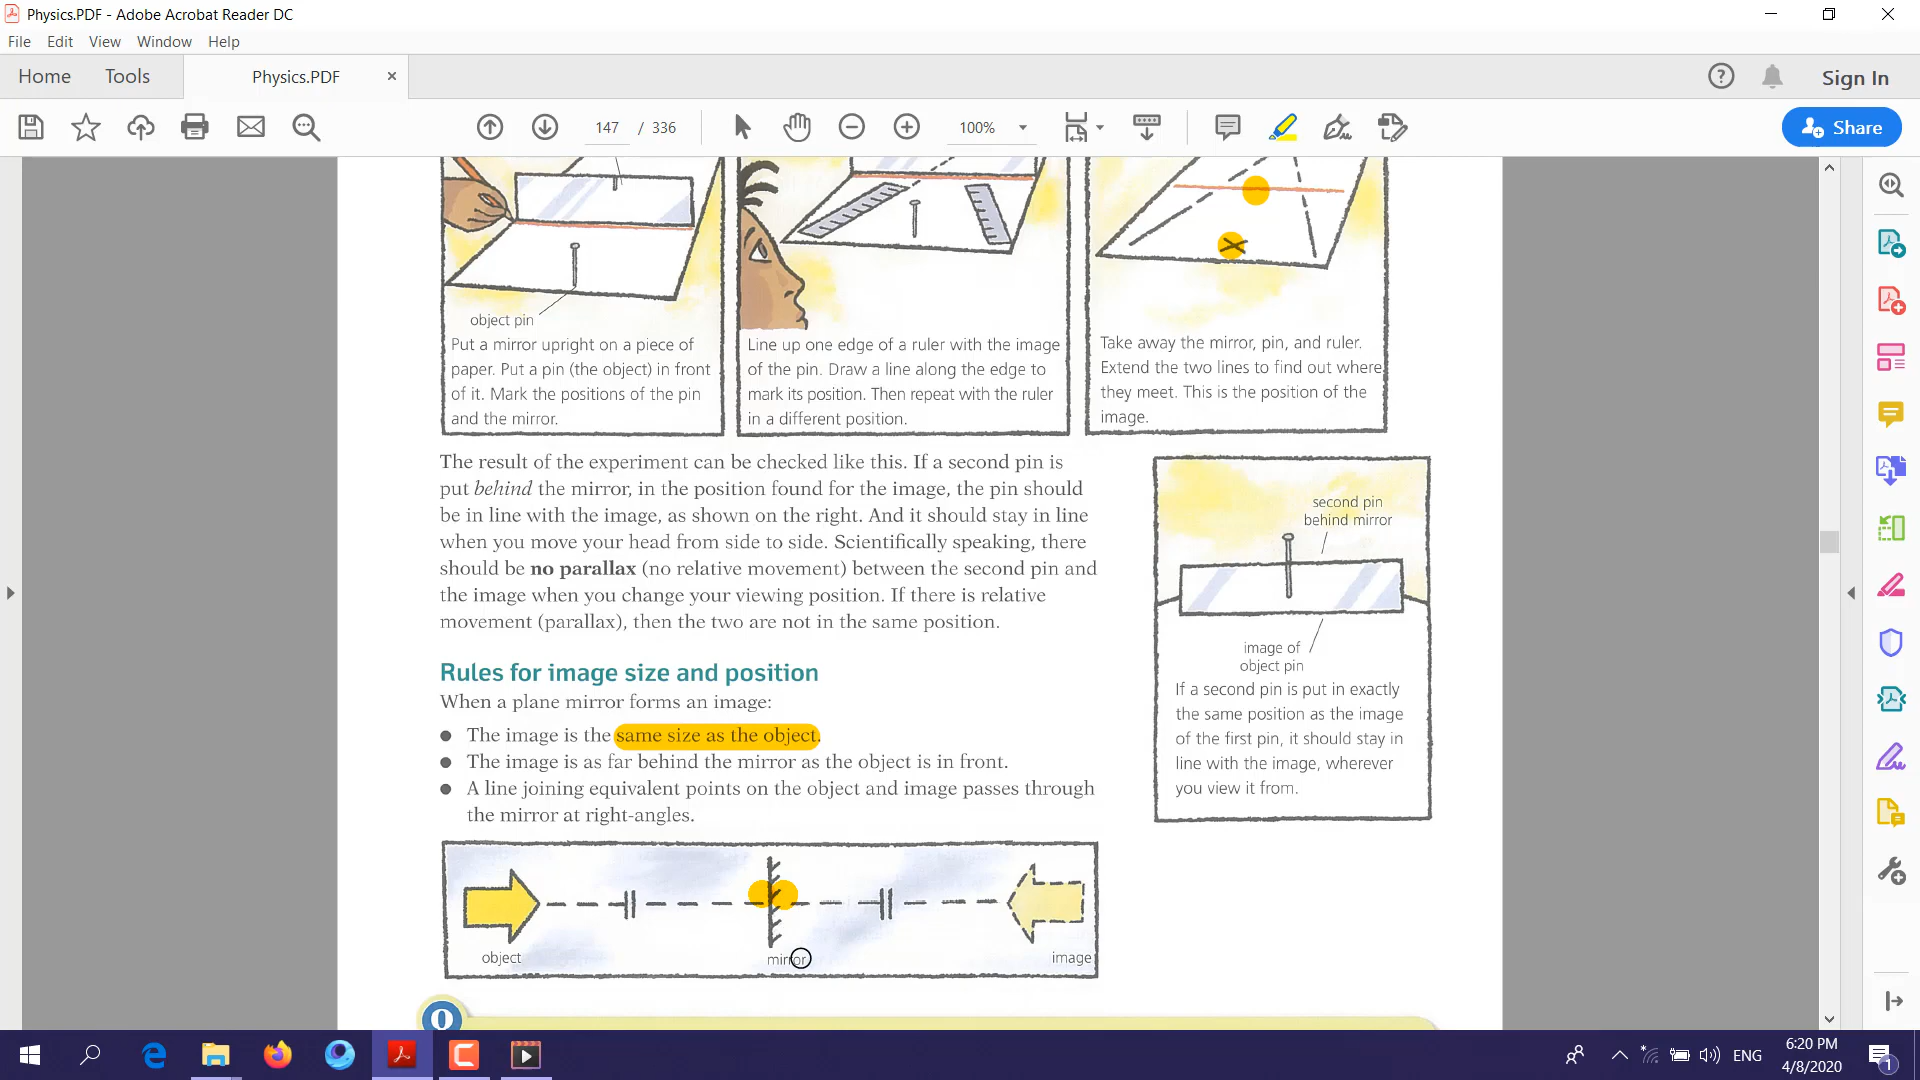 Physics.PDF - Adobe Acrobat Reader DC
File Edit View Window Help
Home Tools Physics.PDF × Sign In
147 / 336 100% Share
object pin
Put a mirror upright on a piece of
paper. Put a pin (the object) in front
of it. Mark the positions of the pin
and the mirror.
Line up one edge of a ruler with the image
of the pin. Draw a line along the edge to
mark its position. Then repeat with the ruler
in a different position.
Take away the mirror, pin, and ruler.
Extend the two lines to find out where
they meet. This is the position of the
image.
The result of the experiment can be checked like this. If a second pin is
put behind the mirror, in the position found for the image, the pin should
be in line with the image, as shown on the right. And it should stay in line
when you move your head from side to side. Scientifically speaking, there
should be no parallax (no relative movement) between the second pin and
the image when you change your viewing position. If there is relative
movement (parallax), then the two are not in the same position.
second pin
behind mirror
image of
object pin
If a second pin is put in exactly
the same position as the image
of the first pin, it should stay in
line with the image, wherever
you view it from.
Rules for image size and position
When a plane mirror forms an image:
● The image is the same size as the object.
● The image is as far behind the mirror as the object is in front.
● A line joining equivalent points on the object and image passes through
the mirror at right-angles.
object mirror image
Q
ENG
6:20 PM
4/8/2020
1